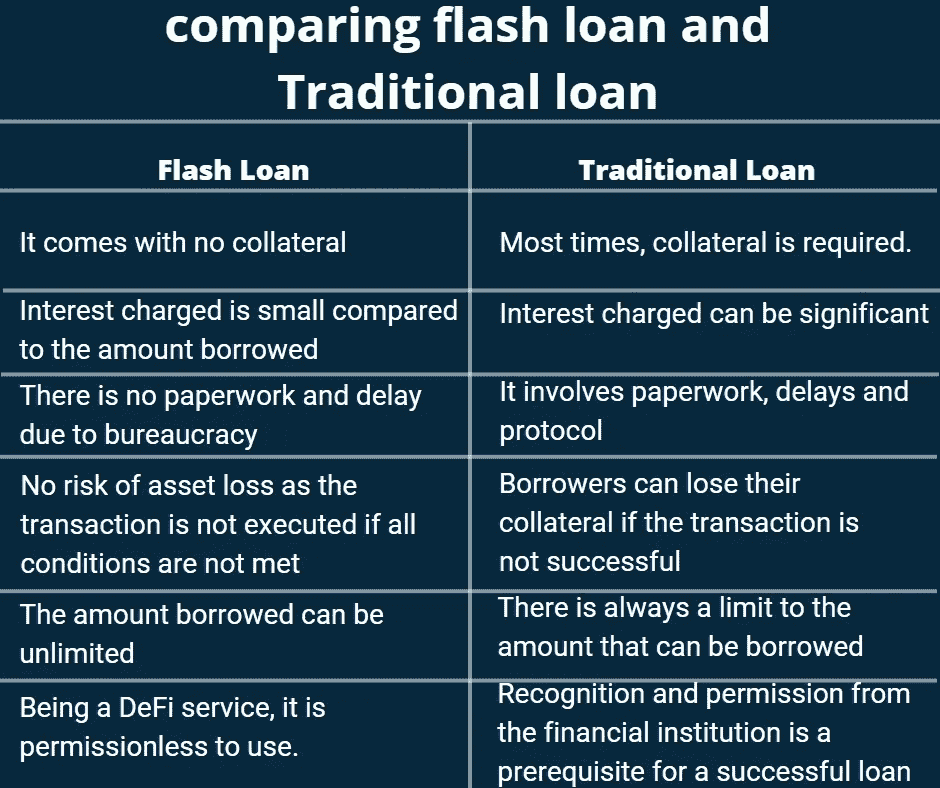 comparing flash loan and
Traditional loan
Flash Loan
Traditional Loan
It comes with no collateral
Most times, collateral is required.
Interest charged is small compared
to the amount borrowed
Interest charged can be significant
There is no paperwork and delay
due to bureaucracy
It involves paperwork, delays and
protocol
No risk of asset loss as the
transaction is not executed if all
conditions are not met
Borrowers can lose their
collateral if the transaction is
not successful
The amount borrowed can be
unlimited
There is always a limit to the
amount that can be borrowed
Being a DeFi service, it is
permissionless to use.
Recognition and permission from
the financial institution is a
prerequisite for a successful loan